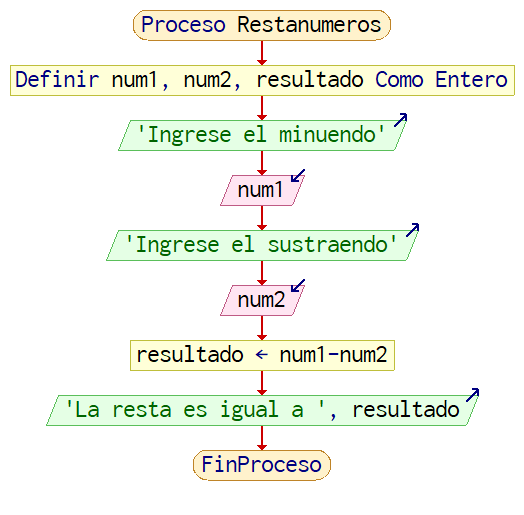 Proceso Restanumeros
Definir num1, num2, resultado Como Entero
'Ingrese el minuendo'
num1
'Ingrese el sustraendo'
num2
resultado ← num1-num2
'La resta es igual a ', resultado
FinProceso